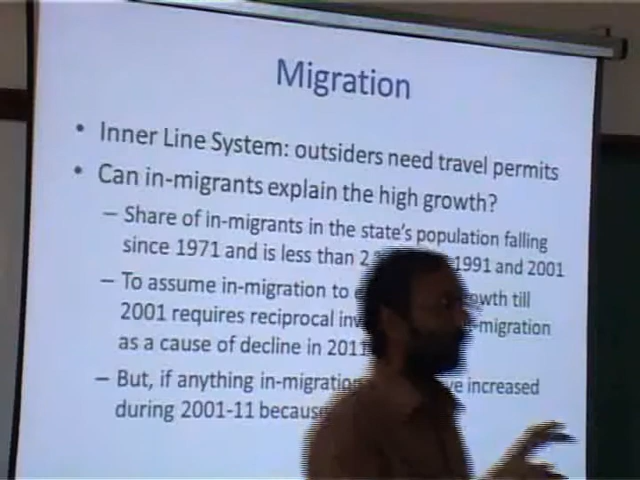 Migration
• Inner Line System: outsiders need travel permits
• Can in-migrants explain the high growth?
– Share of in-migrants in the state's population falling
since 1971 and is less than 2 1991 and 2001
– To assume in-migration to till
2001 requires reciprocal -migration
as a cause of decline in 2011
– But, if anything in-migration increased
during 2001-11 because